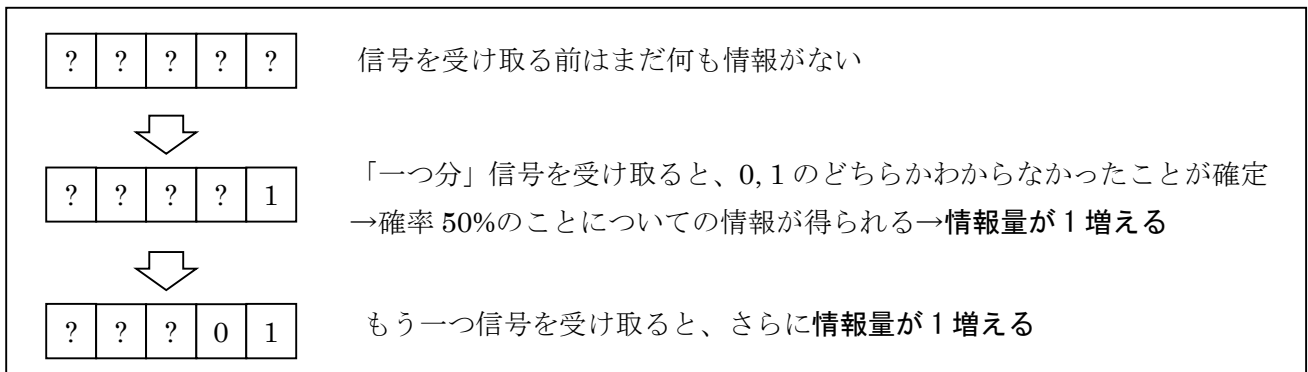 ? ? ? ? ?
信号を受け取る前はまだ何も情報がない
? ? ? ? 1
「一つ分」信号を受け取ると、0, 1 のどちらかわからなかったことが確定
→確率 50%のことについての情報が得られる→情報量が 1 増える
? ? ? 0 1
もう一つ信号を受け取ると、さらに情報量が 1 増える